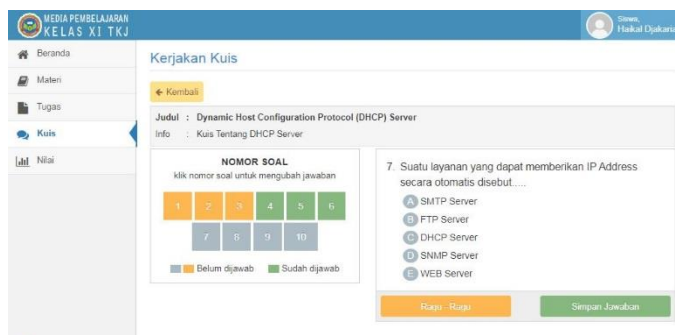 MEDIA PEMBELAJARAN
KELAS XI TKJ
Siswa,
Haikal Djakaria
Beranda
Materi
Tugas
Kuis
Nilai
Kerjakan Kuis
Kembali
Judul : Dynamic Host Configuration Protocol (DHCP) Server
Info : Kuis Tentang DHCP Server
NOMOR SOAL
klik nomor soal untuk mengubah jawaban
1 2 3 4 5 6
7 8 9 10
Belum dijawab Sudah dijawab
7. Suatu layanan yang dapat memberikan IP Address
secara otomatis disebut.....
A SMTP Server
B FTP Server
C DHCP Server
D SNMP Server
E WEB Server
Ragu - Ragu Simpan Jawaban